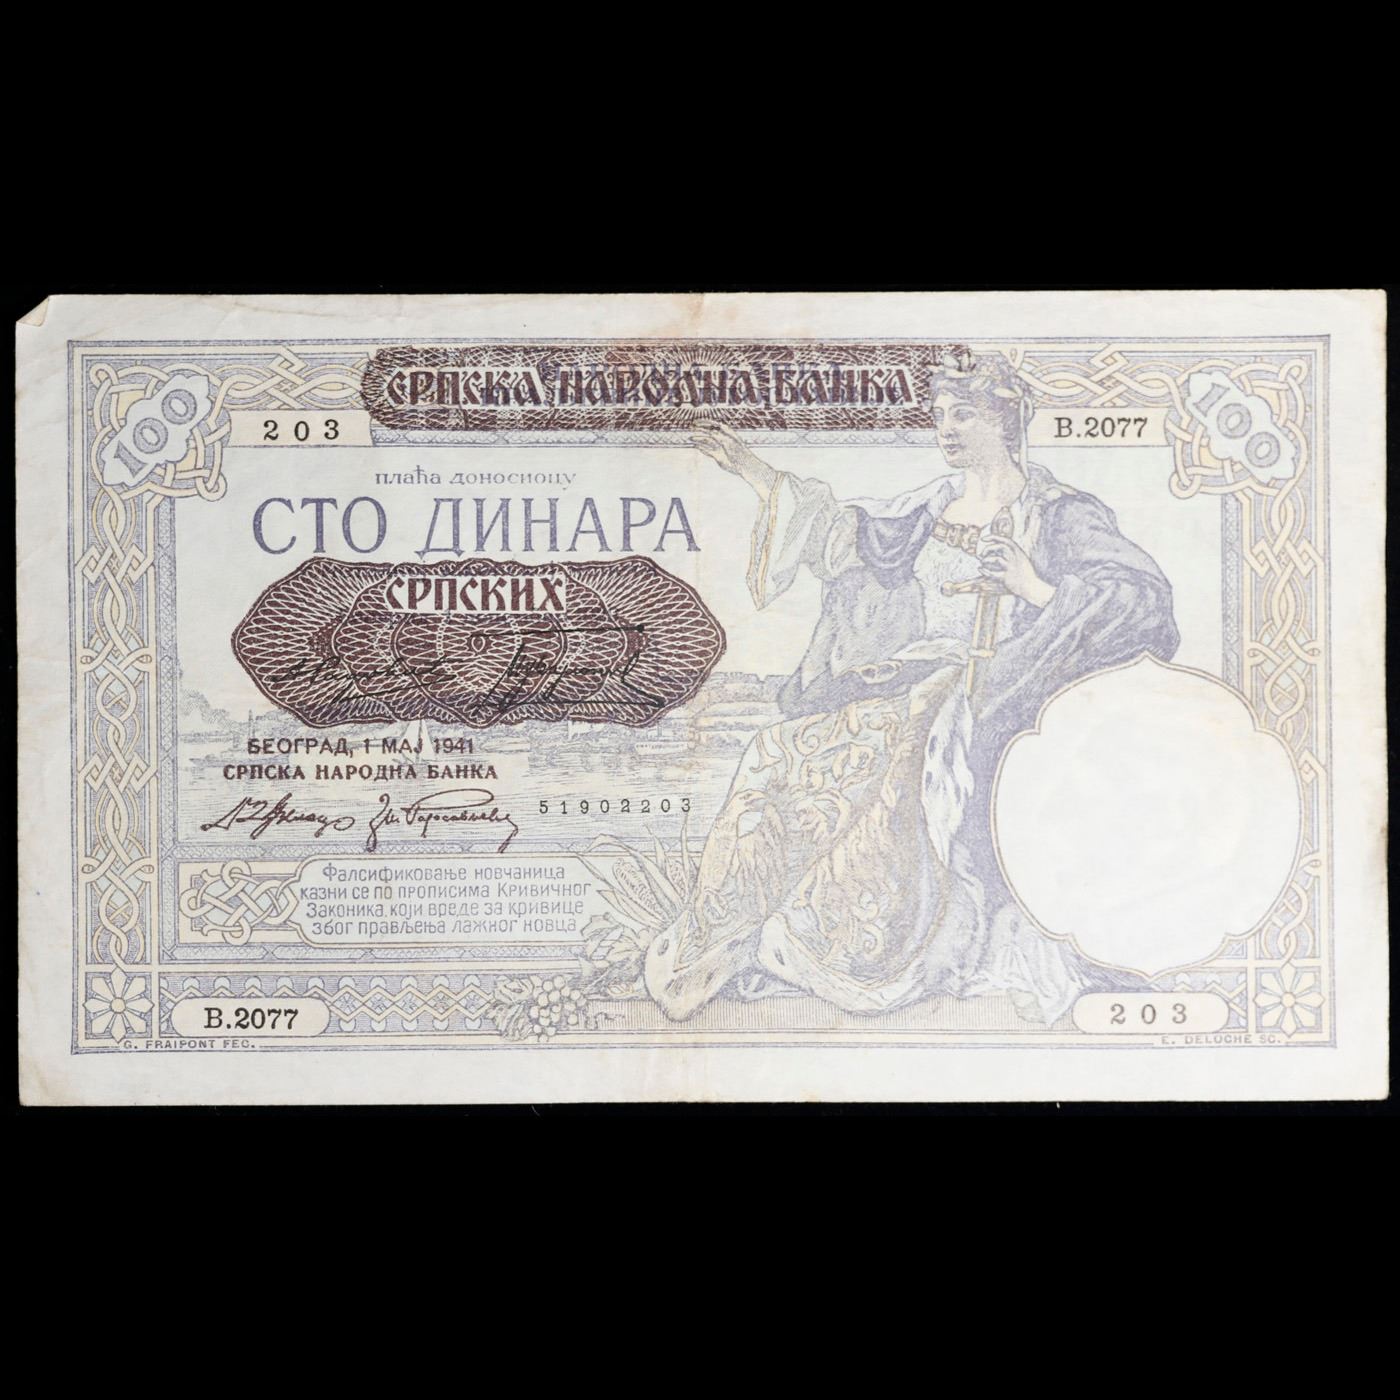 СРПСКА НАРОДНА БАНКА
100
203
В.2077
100
плаћа доносиоцу
СТО ДИНАРА
СРПСКИХ
БЕОГРАД, 1 МАЈ 1941
СРПСКА НАРОДНА БАНКА
51902203
Фалсификовање новчаница
казни се по прописима Кривичног
Законика, који вреде за кривице
због прављења лажног новца
В.2077
203
G. FRAIPONT FEC.
E. DELOCHE SC.